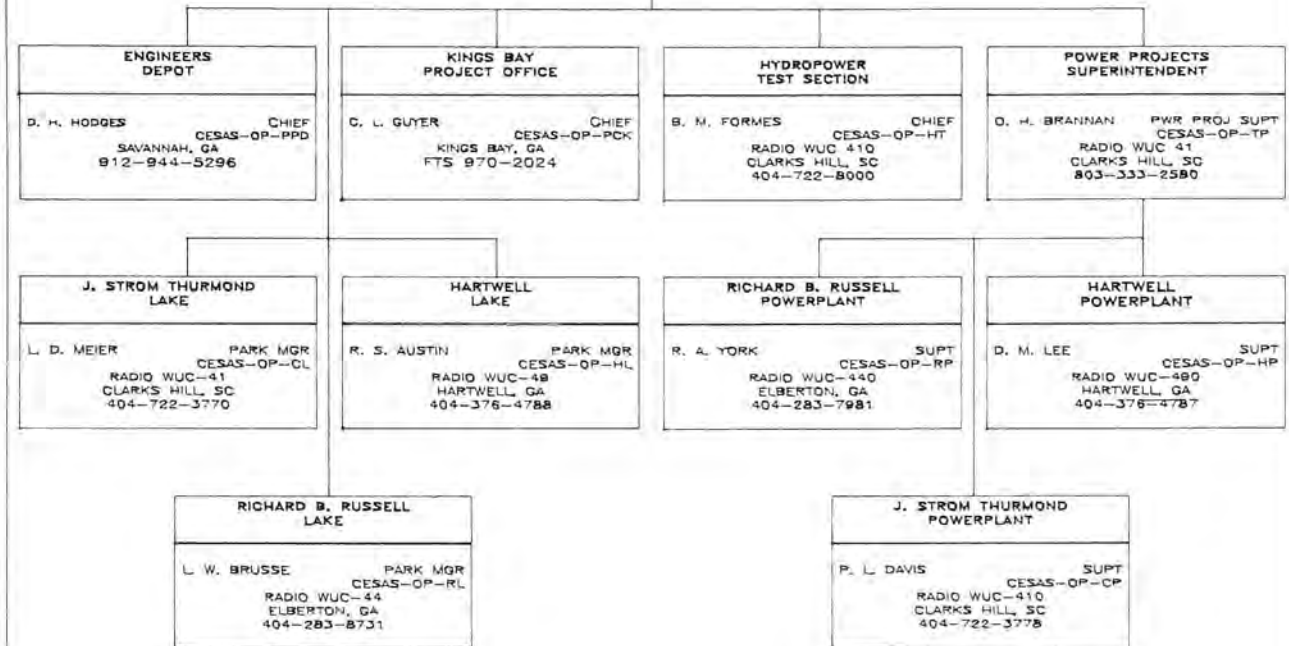 ENGINEERS
DEPOT
D. H. HODGES CHIEF
CESAS-OP-PPD
SAVANNAH, GA
912-944-5296
KINGS BAY
PROJECT OFFICE
C. L. GUYER CHIEF
CESAS-OP-PCK
KINGS BAY, GA
FTS 970-2024
HYDROPOWER
TEST SECTION
B. M. FORMES CHIEF
CESAS-OP-HT
RADIO WUC 410
CLARKS HILL, SC
404-722-8000
POWER PROJECTS
SUPERINTENDENT
O. H. BRANNAN PWR PROJ SUPT
CESAS-OP-TP
RADIO WUC 41
CLARKS HILL, SC
803-333-2580
J. STROM THURMOND
LAKE
L. D. MEIER PARK MGR
CESAS-OP-CL
RADIO WUC-41
CLARKS HILL, SC
404-722-3770
HARTWELL
LAKE
R. S. AUSTIN PARK MGR
CESAS-OP-HL
RADIO WUC-49
HARTWELL, GA
404-376-4788
RICHARD B. RUSSELL
POWERPLANT
R. A. YORK SUPT
CESAS-OP-RP
RADIO WUC-440
ELBERTON, GA
404-283-7981
HARTWELL
POWERPLANT
D. M. LEE SUPT
CESAS-OP-HP
RADIO WUC-490
HARTWELL, GA
404-376-4787
RICHARD B. RUSSELL
LAKE
L. W. BRUSSE PARK MGR
CESAS-OP-RL
RADIO WUC-44
ELBERTON, GA
404-283-8731
J. STROM THURMOND
POWERPLANT
P. L. DAVIS SUPT
CESAS-OP-CP
RADIO WUC-410
CLARKS HILL, SC
404-722-3778